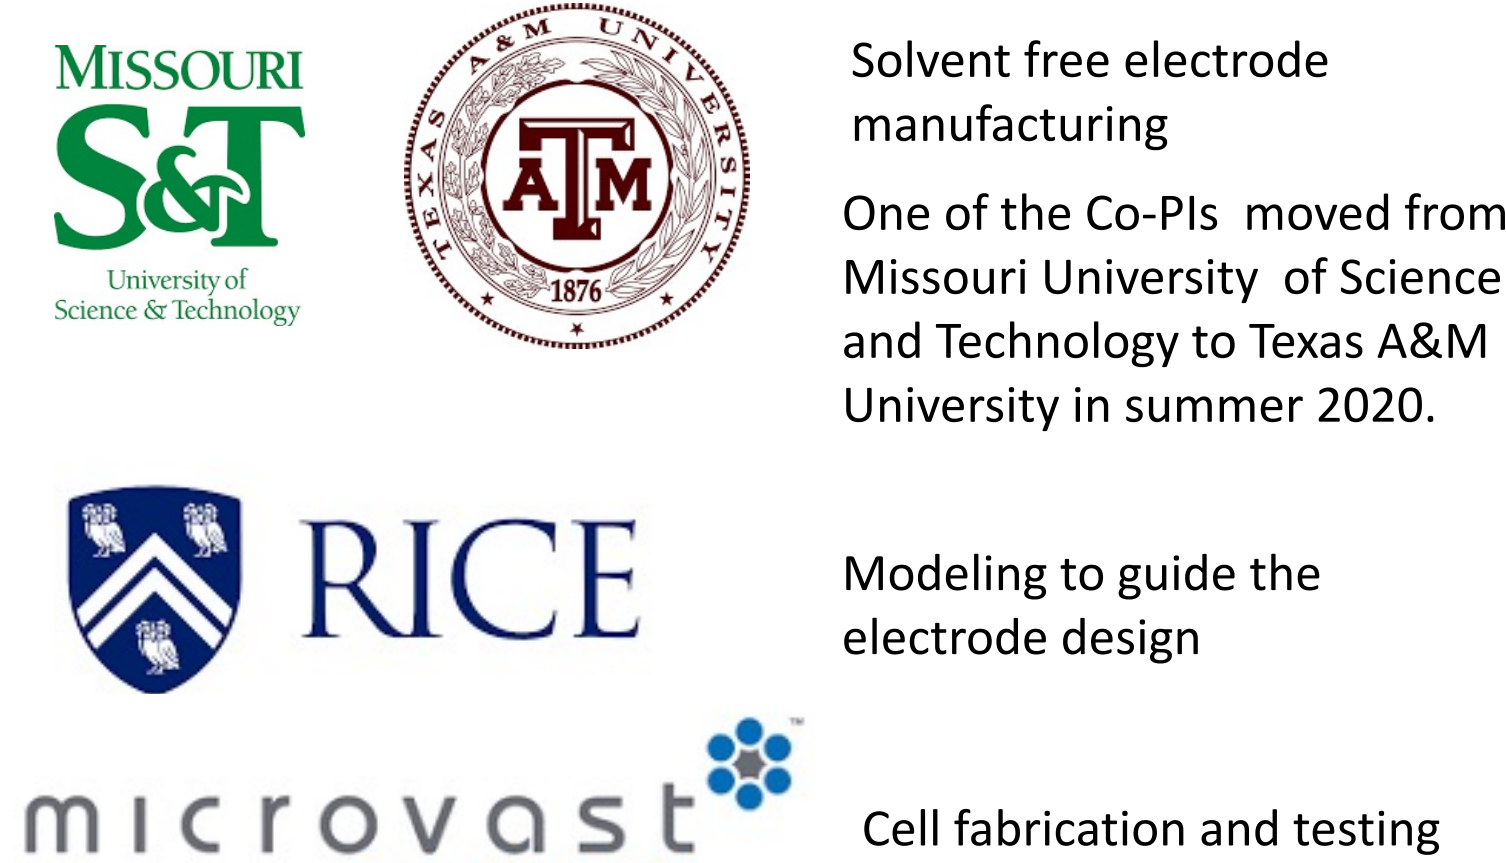 MISSOURI
S&T
University of
Science & Technology
TEXAS A&M UNIVERSITY
ATM
1876
Solvent free electrode
manufacturing
One of the Co-PIs moved from
Missouri University of Science
and Technology to Texas A&M
University in summer 2020.
RICE
Modeling to guide the
electrode design
microvast™
Cell fabrication and testing